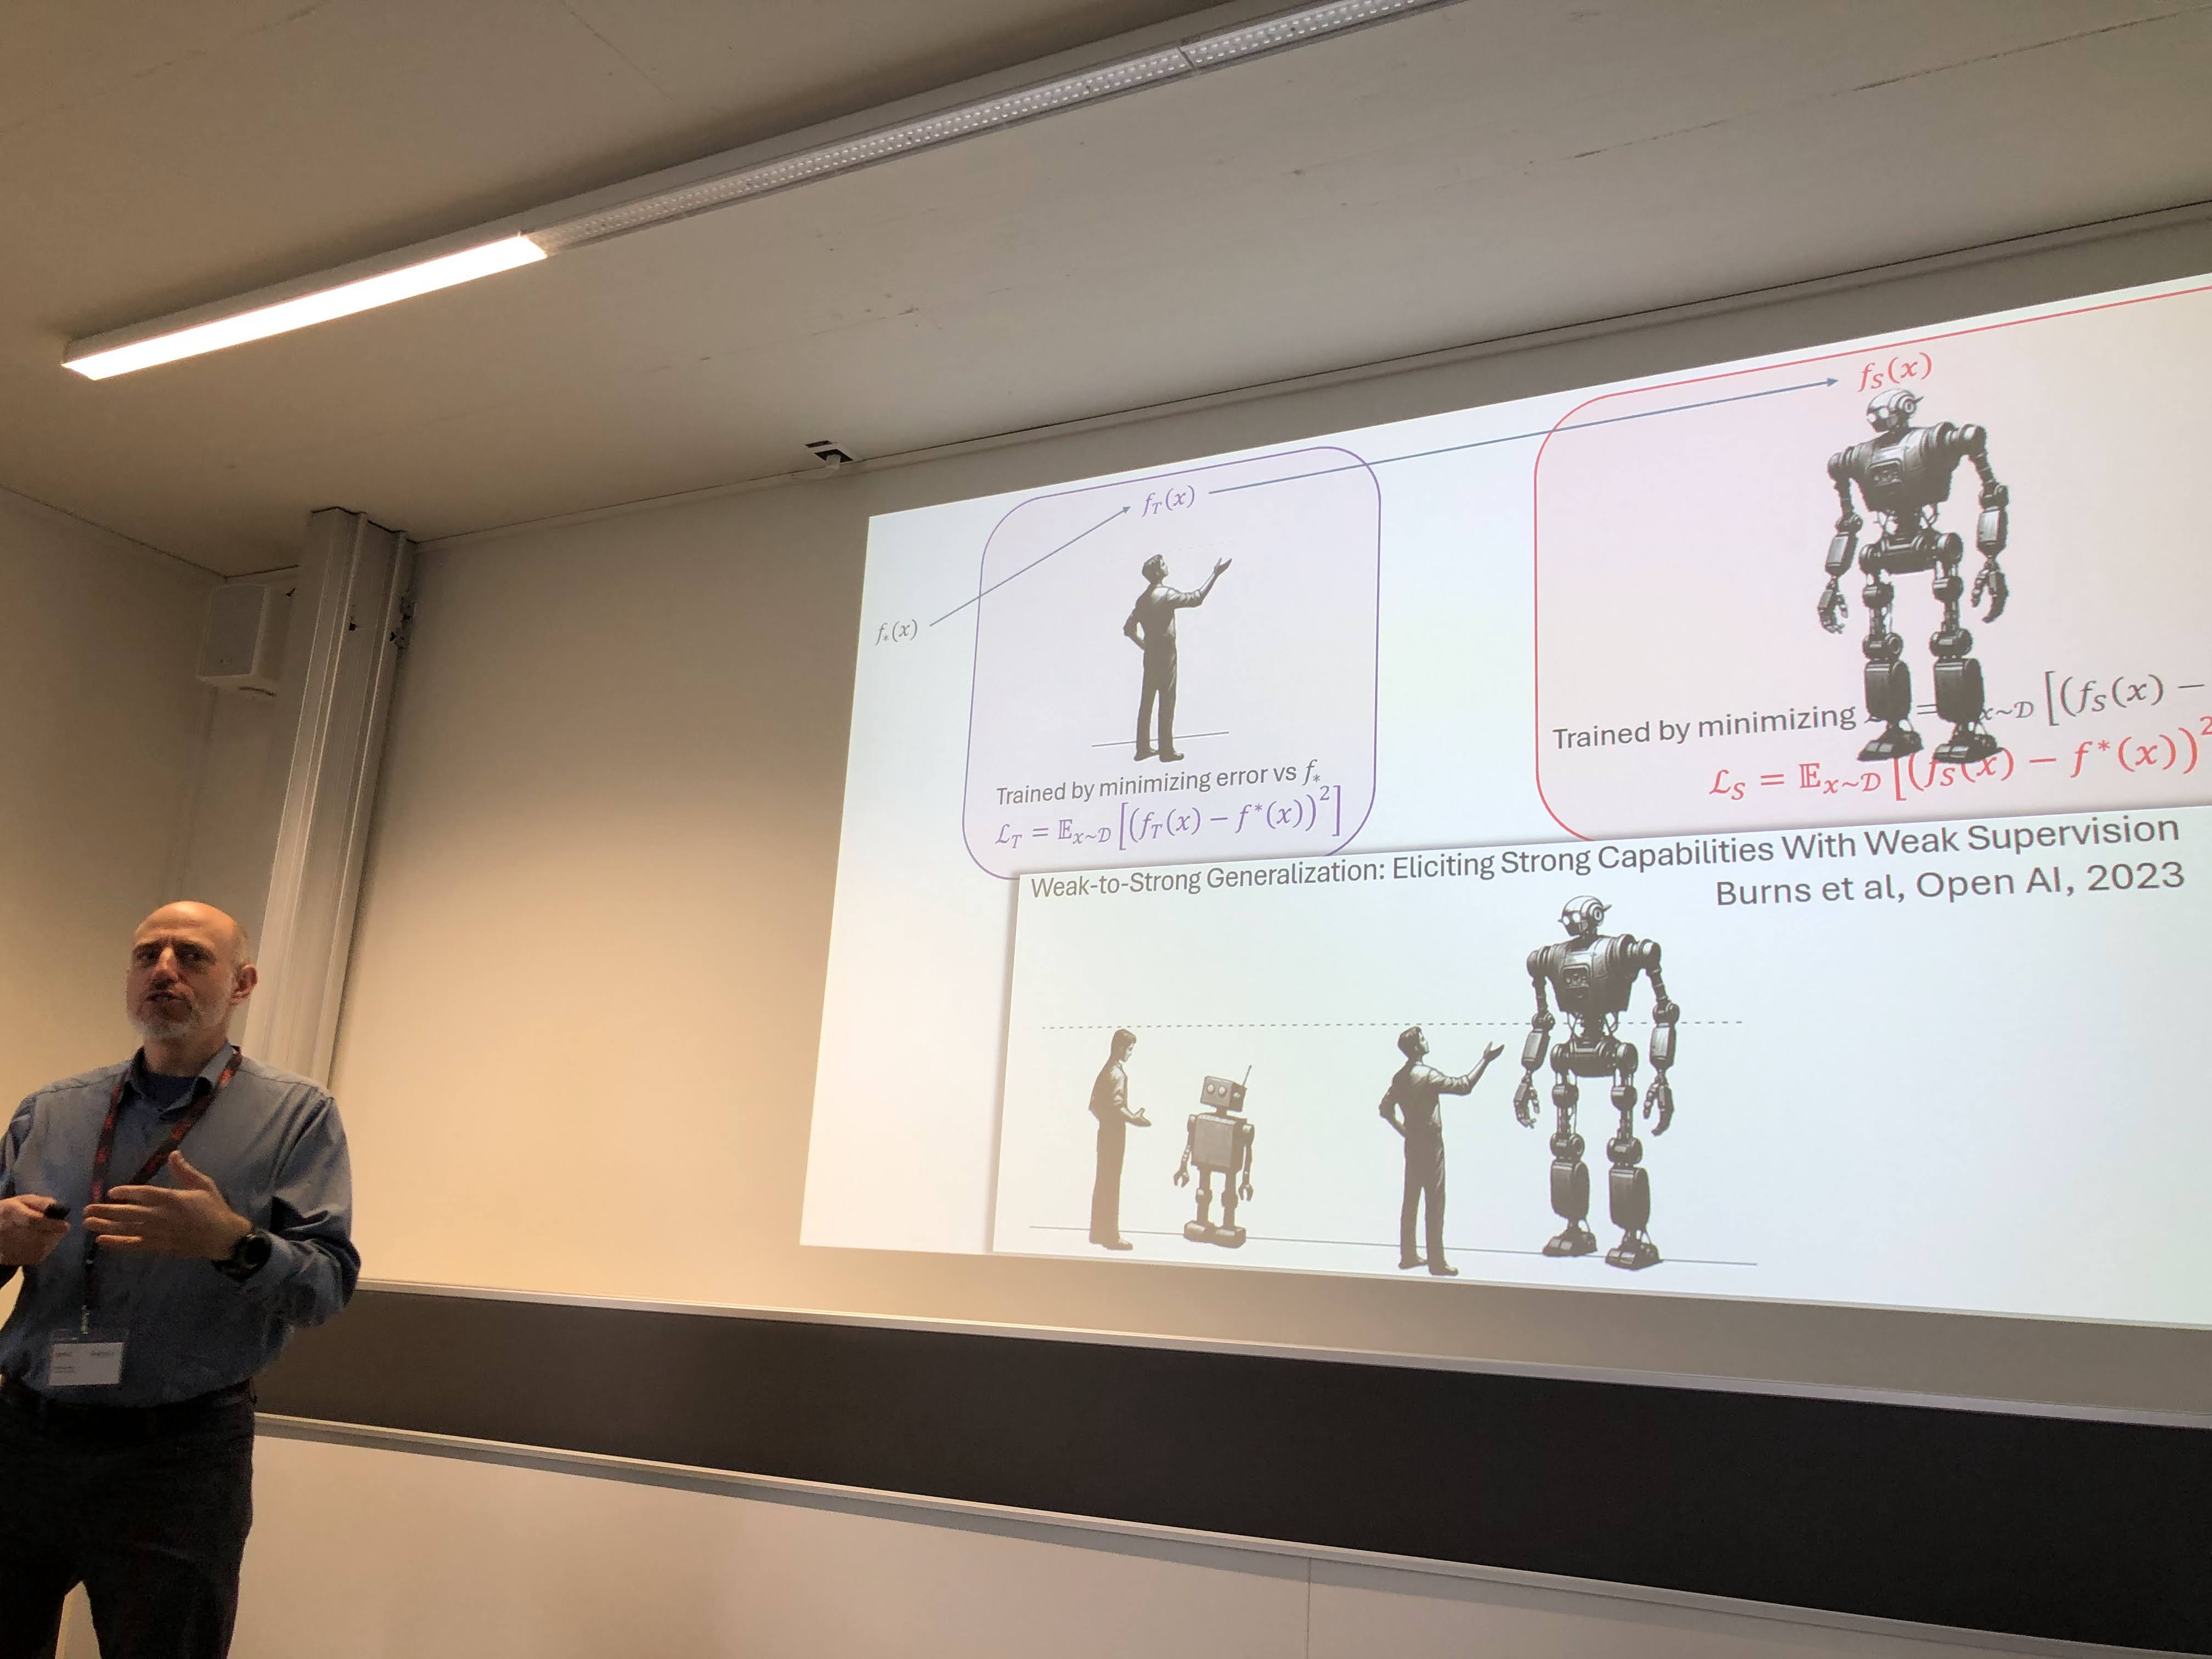 f_S(x)
f_T(x)
f_*(x)
Trained by minimizing error vs f_*
ℒ_T = 𝔼_{x~𝒟} [(f_T(x) − f*(x))²]
Trained by minimizing = x~𝒟 [(f_S(x) −
ℒ_S = 𝔼_{x~𝒟} [(f_S(x) − f*(x))²
Weak-to-Strong Generalization: Eliciting Strong Capabilities With Weak Supervision
Burns et al, Open AI, 2023